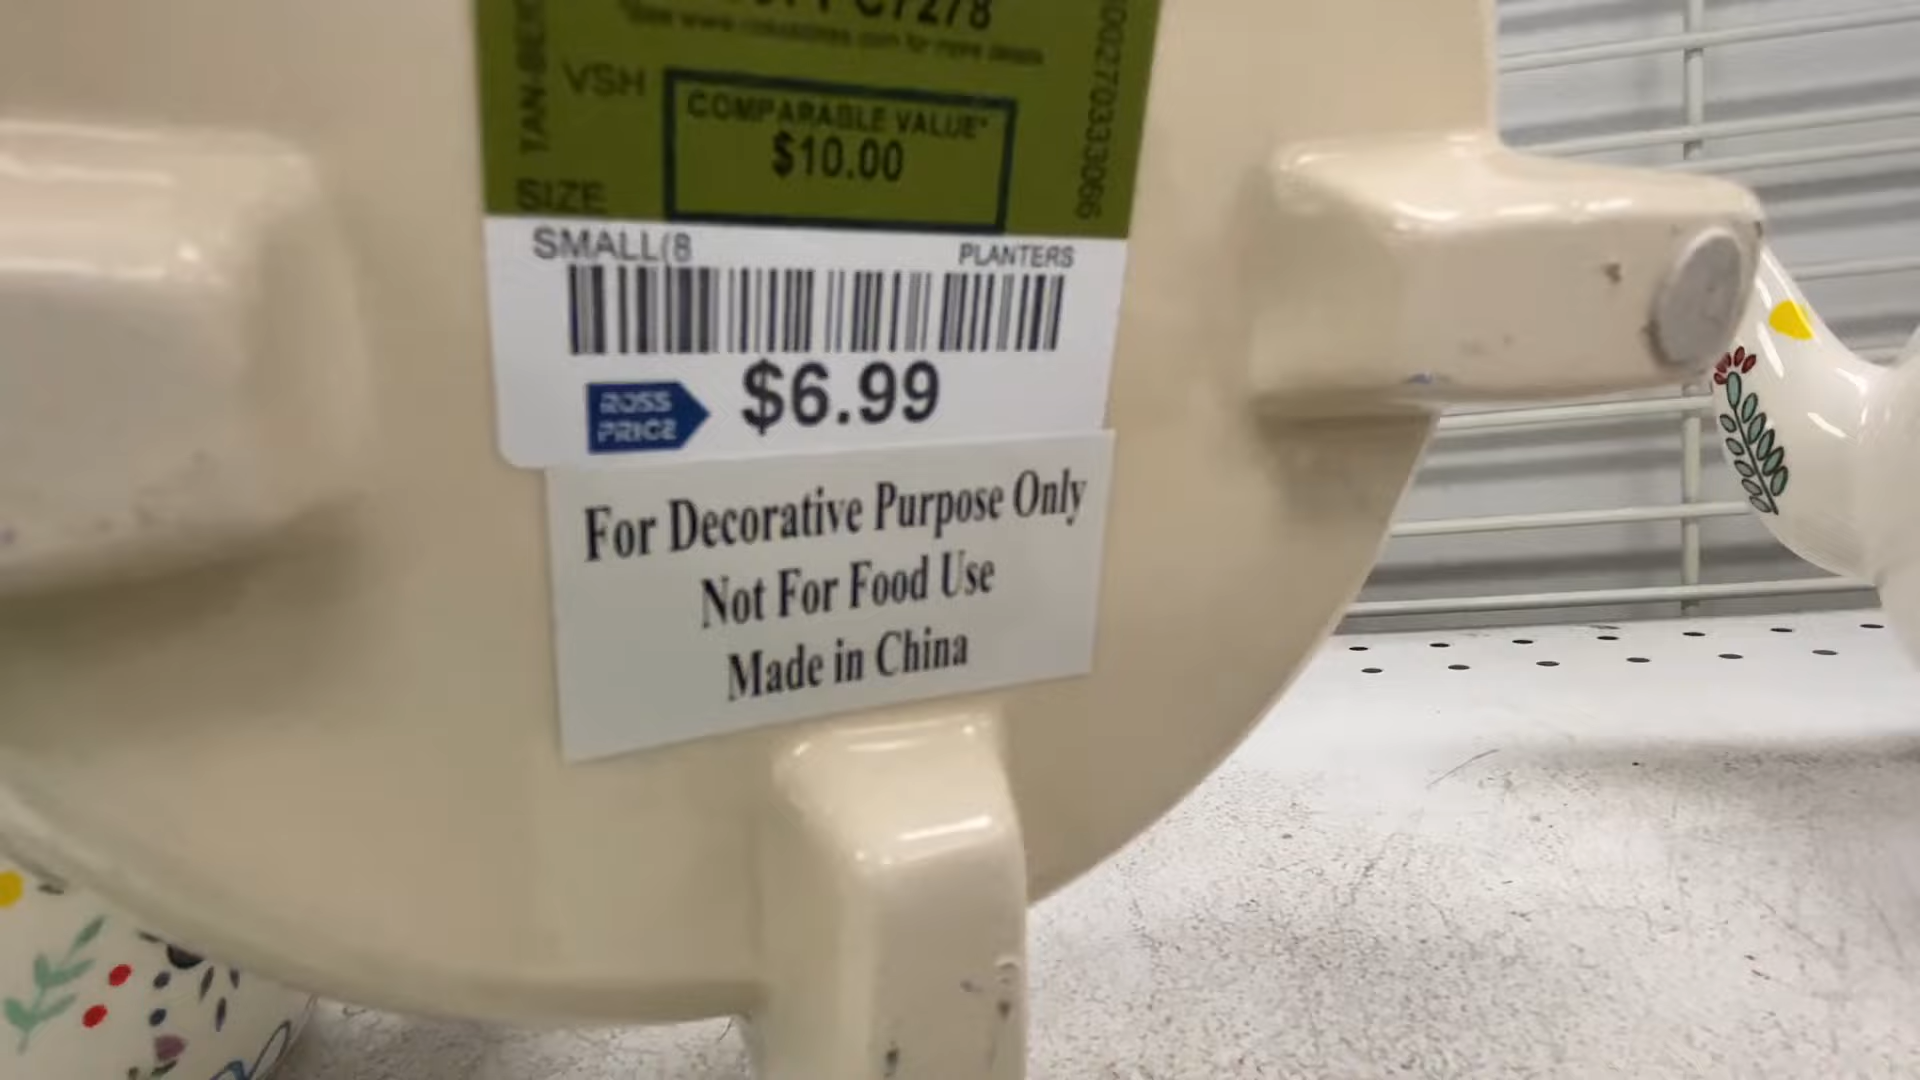 C7278
VSH
COMPARABLE VALUE*
$10.00
SIZE
SMALL(8
PLANTERS
ROSS
PRICE
$6.99
For Decorative Purpose Only
Not For Food Use
Made in China